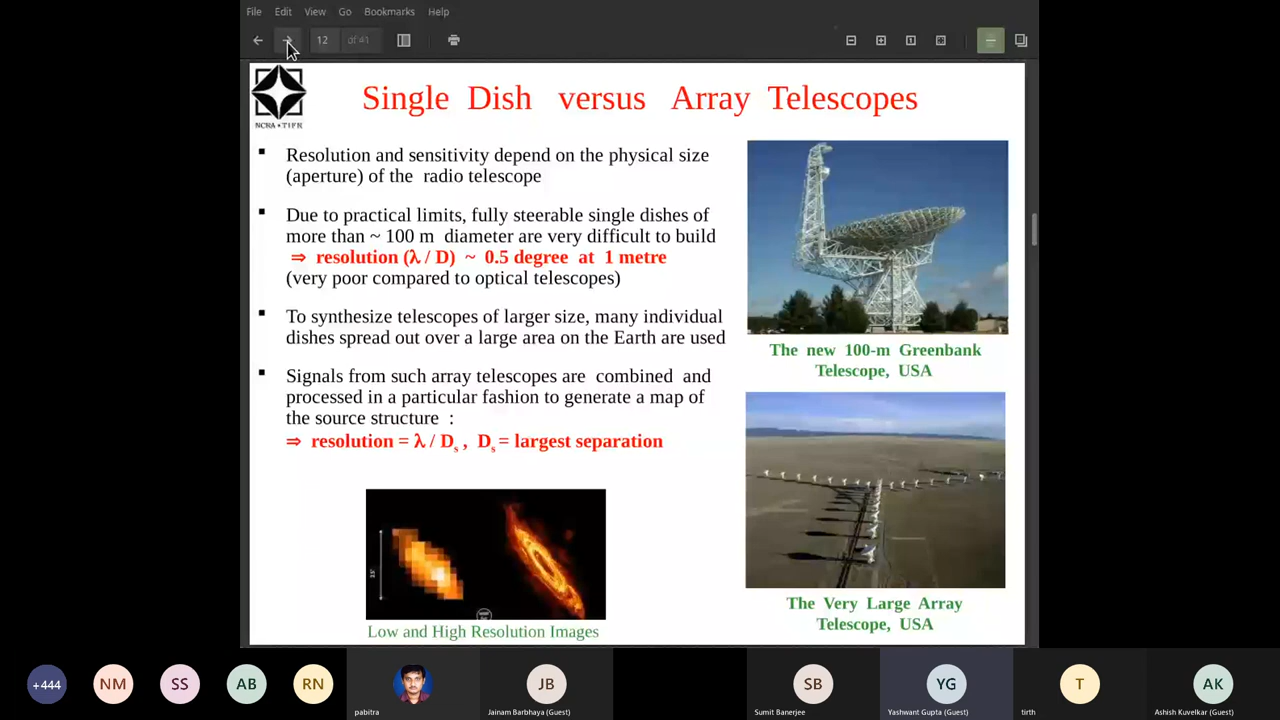 File Edit View Go Bookmarks Help
12 of 41
NCRA • TIFR
Single Dish versus Array Telescopes
Resolution and sensitivity depend on the physical size
(aperture) of the radio telescope
Due to practical limits, fully steerable single dishes of
more than ~ 100 m diameter are very difficult to build
⇒ resolution (λ / D) ~ 0.5 degree at 1 metre
(very poor compared to optical telescopes)
To synthesize telescopes of larger size, many individual
dishes spread out over a large area on the Earth are used
Signals from such array telescopes are combined and
processed in a particular fashion to generate a map of
the source structure :
⇒ resolution = λ / Ds , Ds = largest separation
The new 100-m Greenbank
Telescope, USA
The Very Large Array
Telescope, USA
Low and High Resolution Images
+444 NM SS AB RN JB SB YG T AK
pabitra Jainam Barbhaya (Guest) Sumit Banerjee Yashwant Gupta (Guest) tirth Ashish Kuvelkar (Guest)